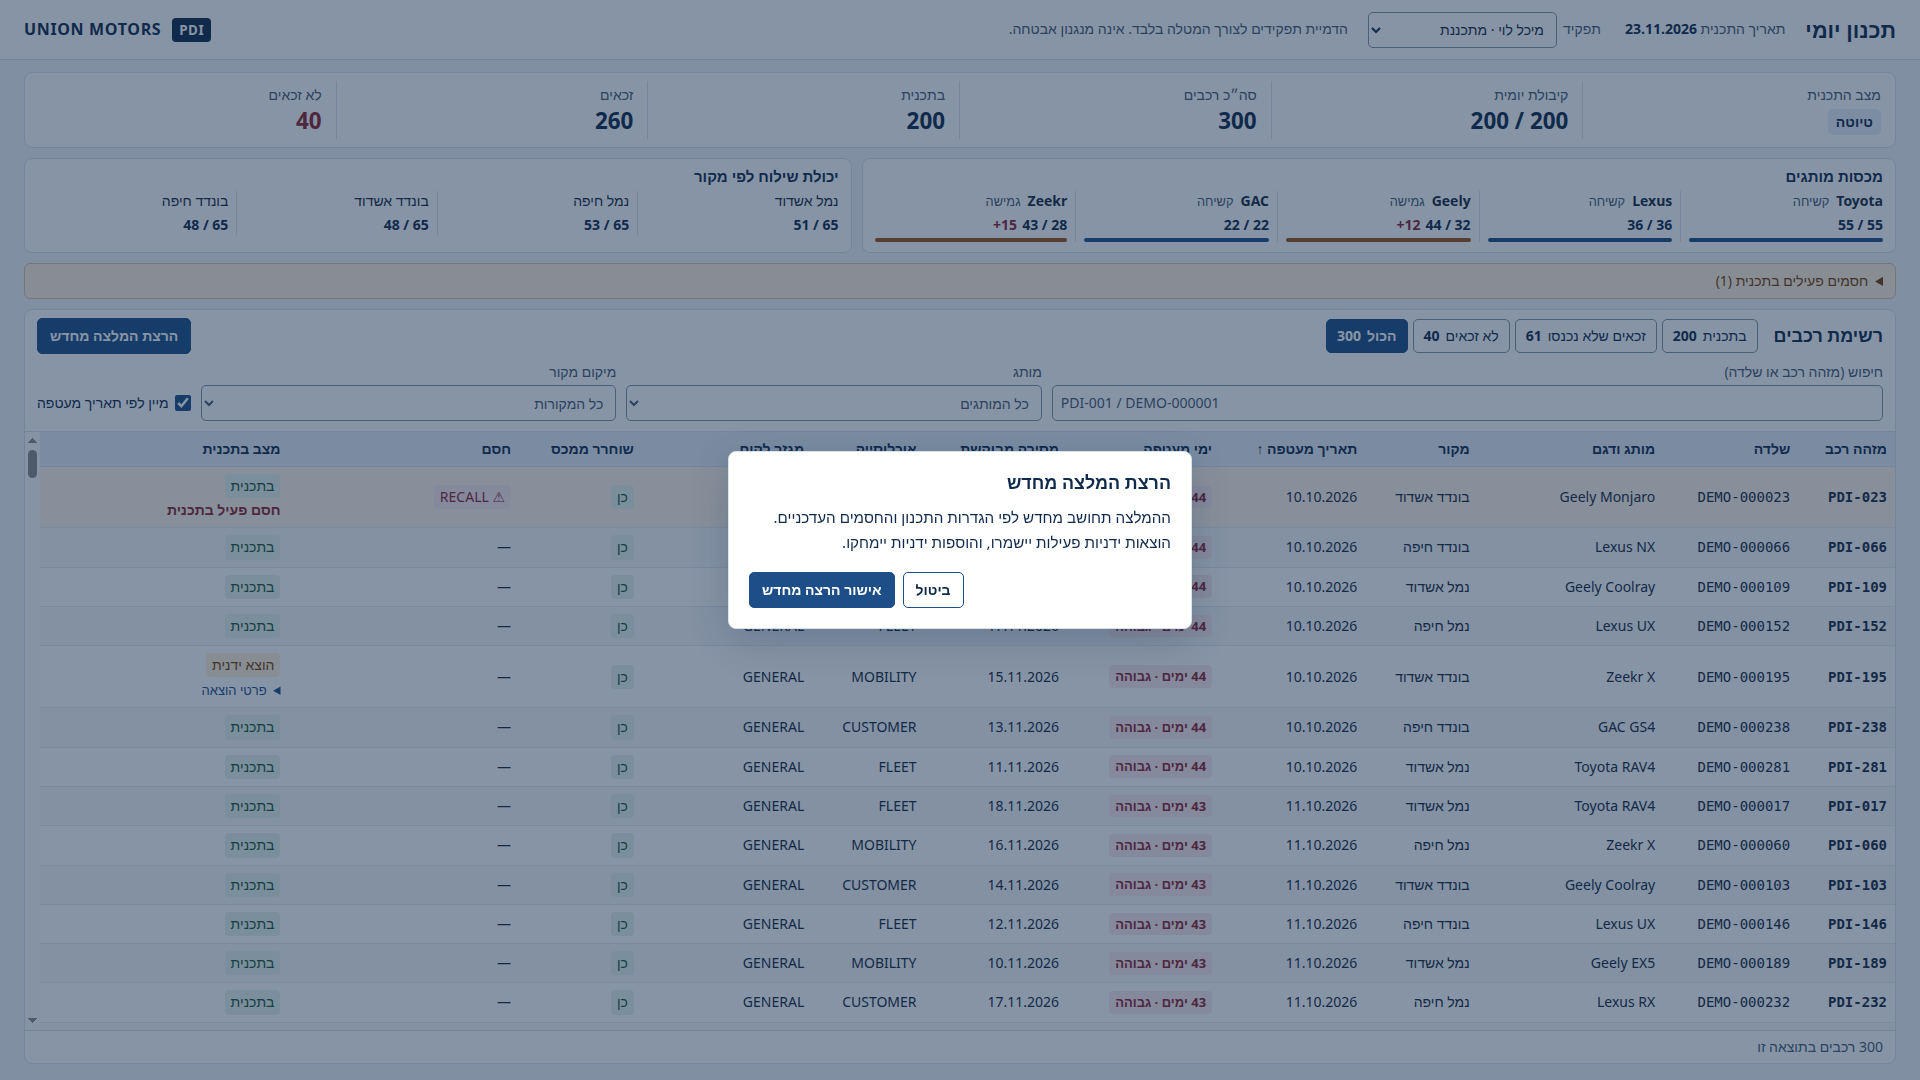 תכנון יומי תאריך התכנית 23.11.2026 תפקיד מיכל לוי · מתכננת הדמיית תפקידים לצורך המטלה בלבד. אינה מנגנון אבטחה. PDI UNION MOTORS
מצב התכנית קיבולת יומית סה״כ רכבים בתכנית זכאים לא זכאים
טיוטה 200 / 200 300 200 260 40
מכסות מותגים
Toyota קשיחה Lexus קשיחה Geely גמישה GAC קשיחה Zeekr גמישה
55 / 55 36 / 36 44 / 32 +12 22 / 22 43 / 28 +15
יכולת שילוח לפי מקור
נמל אשדוד נמל חיפה בונדד אשדוד בונדד חיפה
51 / 65 53 / 65 48 / 65 48 / 65
◀ חסמים פעילים בתכנית (1)
רשימת רכבים בתכנית 200 זכאים שלא נכנסו 61 לא זכאים 40 הכול 300 הרצת המלצה מחדש
חיפוש (מזהה רכב או שלדה) מותג מיקום מקור
PDI-001 / DEMO-000001 כל המותגים כל המקורות מיין לפי תאריך מעטפה
מזהה רכב שלדה מותג ודגם מקור תאריך מעטפה ↑ ימי מעטפה מסירה מבוקשת אוכלוסייה מגזר לקוח שוחרר ממכס חסם מצב בתכנית
PDI-023 DEMO-000023 Geely Monjaro בונדד אשדוד 10.10.2026 44 כן ⚠ RECALL בתכנית
חסם פעיל בתכנית
PDI-066 DEMO-000066 Lexus NX בונדד חיפה 10.10.2026 44 כן — בתכנית
PDI-109 DEMO-000109 Geely Coolray נמל אשדוד 10.10.2026 44 כן — בתכנית
PDI-152 DEMO-000152 Lexus UX נמל חיפה 10.10.2026 44 ימים · גבוהה FLEET GENERAL כן — בתכנית
PDI-195 DEMO-000195 Zeekr X בונדד אשדוד 10.10.2026 44 ימים · גבוהה 15.11.2026 MOBILITY GENERAL כן — הוצא ידנית
◀ פרטי הוצאה
PDI-238 DEMO-000238 GAC GS4 בונדד חיפה 10.10.2026 44 ימים · גבוהה 13.11.2026 CUSTOMER GENERAL כן — בתכנית
PDI-281 DEMO-000281 Toyota RAV4 נמל אשדוד 10.10.2026 44 ימים · גבוהה 11.11.2026 FLEET GENERAL כן — בתכנית
PDI-017 DEMO-000017 Toyota RAV4 נמל אשדוד 11.10.2026 43 ימים · גבוהה 18.11.2026 FLEET GENERAL כן — בתכנית
PDI-060 DEMO-000060 Zeekr X נמל חיפה 11.10.2026 43 ימים · גבוהה 16.11.2026 MOBILITY GENERAL כן — בתכנית
PDI-103 DEMO-000103 Geely Coolray בונדד אשדוד 11.10.2026 43 ימים · גבוהה 14.11.2026 CUSTOMER GENERAL כן — בתכנית
PDI-146 DEMO-000146 Lexus UX בונדד חיפה 11.10.2026 43 ימים · גבוהה 12.11.2026 FLEET GENERAL כן — בתכנית
PDI-189 DEMO-000189 Geely EX5 נמל אשדוד 11.10.2026 43 ימים · גבוהה 10.11.2026 MOBILITY GENERAL כן — בתכנית
PDI-232 DEMO-000232 Lexus RX נמל חיפה 11.10.2026 43 ימים · גבוהה 17.11.2026 CUSTOMER GENERAL כן — בתכנית
300 רכבים בתוצאה זו
הרצת המלצה מחדש
ההמלצה תחושב מחדש לפי הגדרות התכנון והחסמים העדכניים.
הוצאות ידניות פעילות יישמרו, והוספות ידניות יימחקו.
ביטול אישור הרצה מחדש